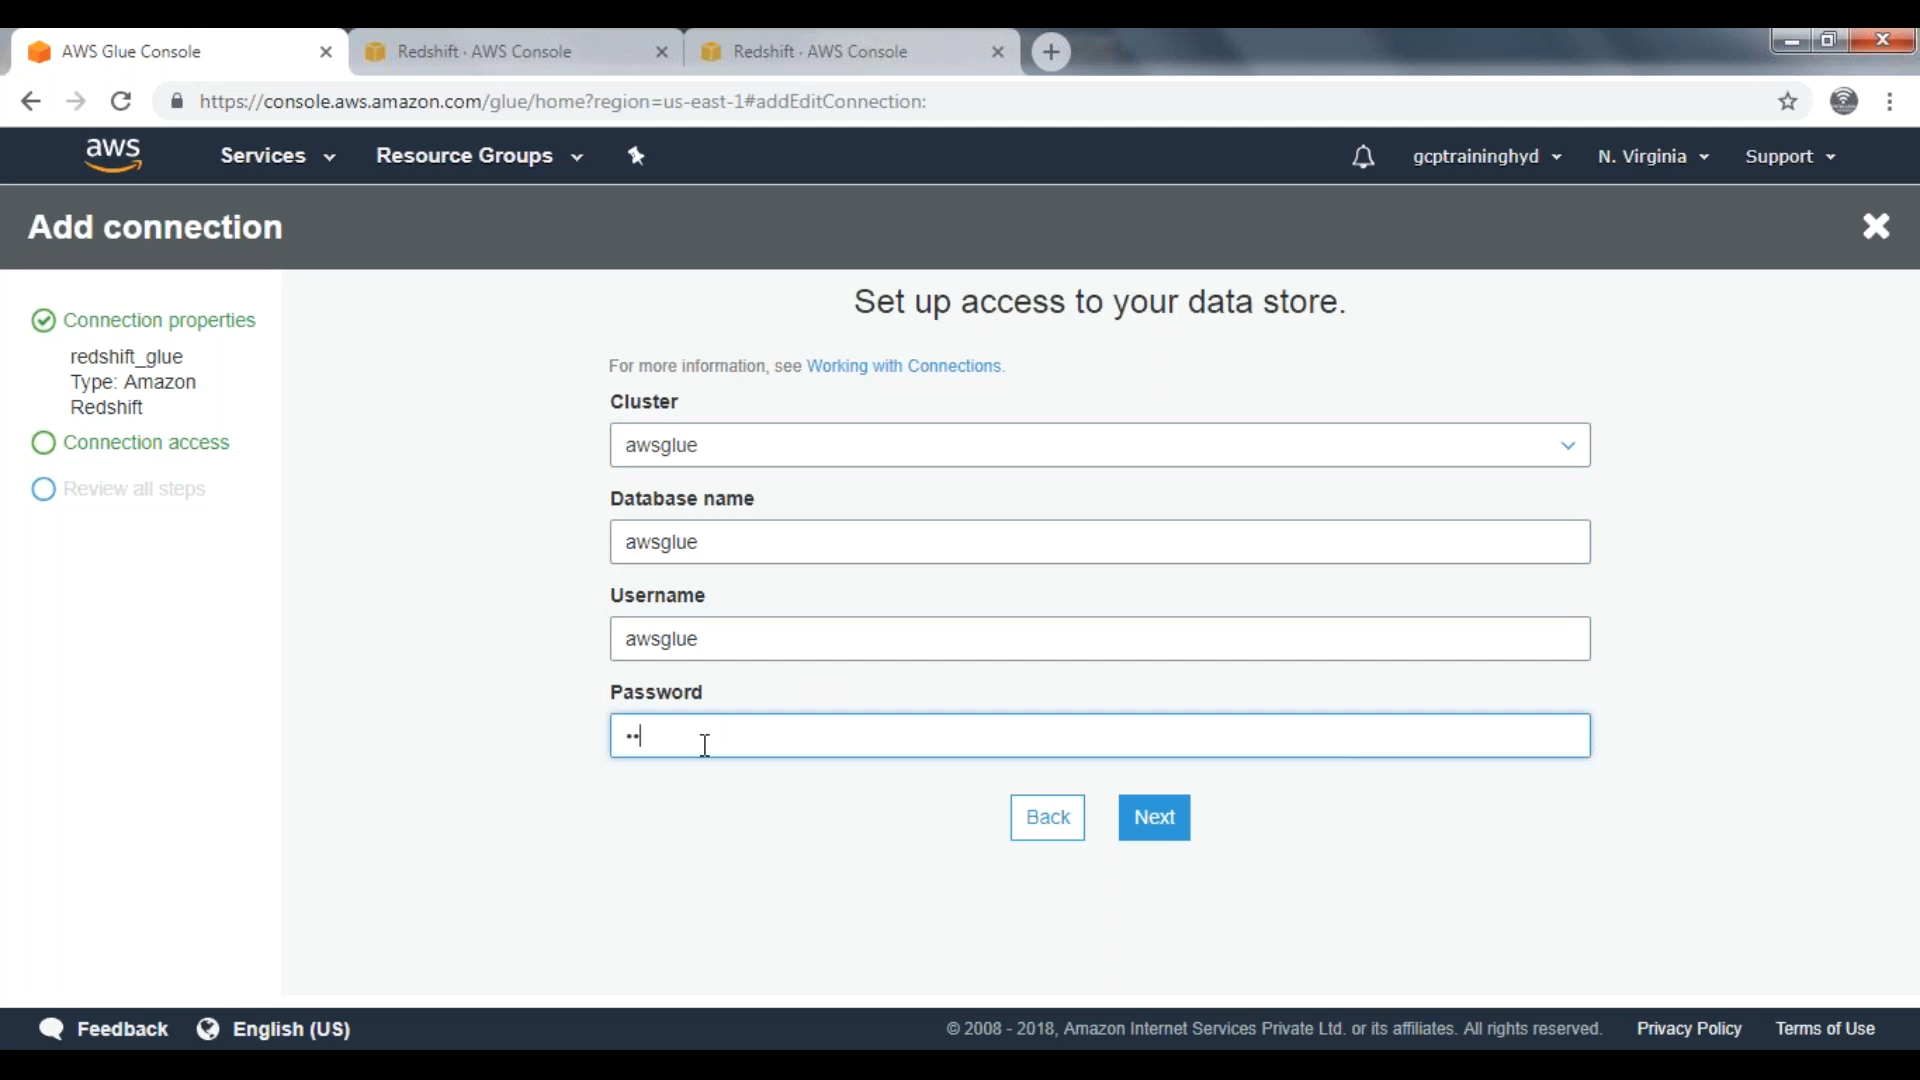 AWS Glue Console
Redshift · AWS Console
Redshift · AWS Console
https://console.aws.amazon.com/glue/home?region=us-east-1#addEditConnection:
aws
Services
Resource Groups
gcptraininghyd
N. Virginia
Support
Add connection
Connection properties
redshift_glue
Type: Amazon
Redshift
Connection access
Review all steps
Set up access to your data store.
For more information, see Working with Connections.
Cluster
awsglue
Database name
awsglue
Username
awsglue
Password
••
Back
Next
Feedback
English (US)
© 2008 - 2018, Amazon Internet Services Private Ltd. or its affiliates. All rights reserved.
Privacy Policy
Terms of Use